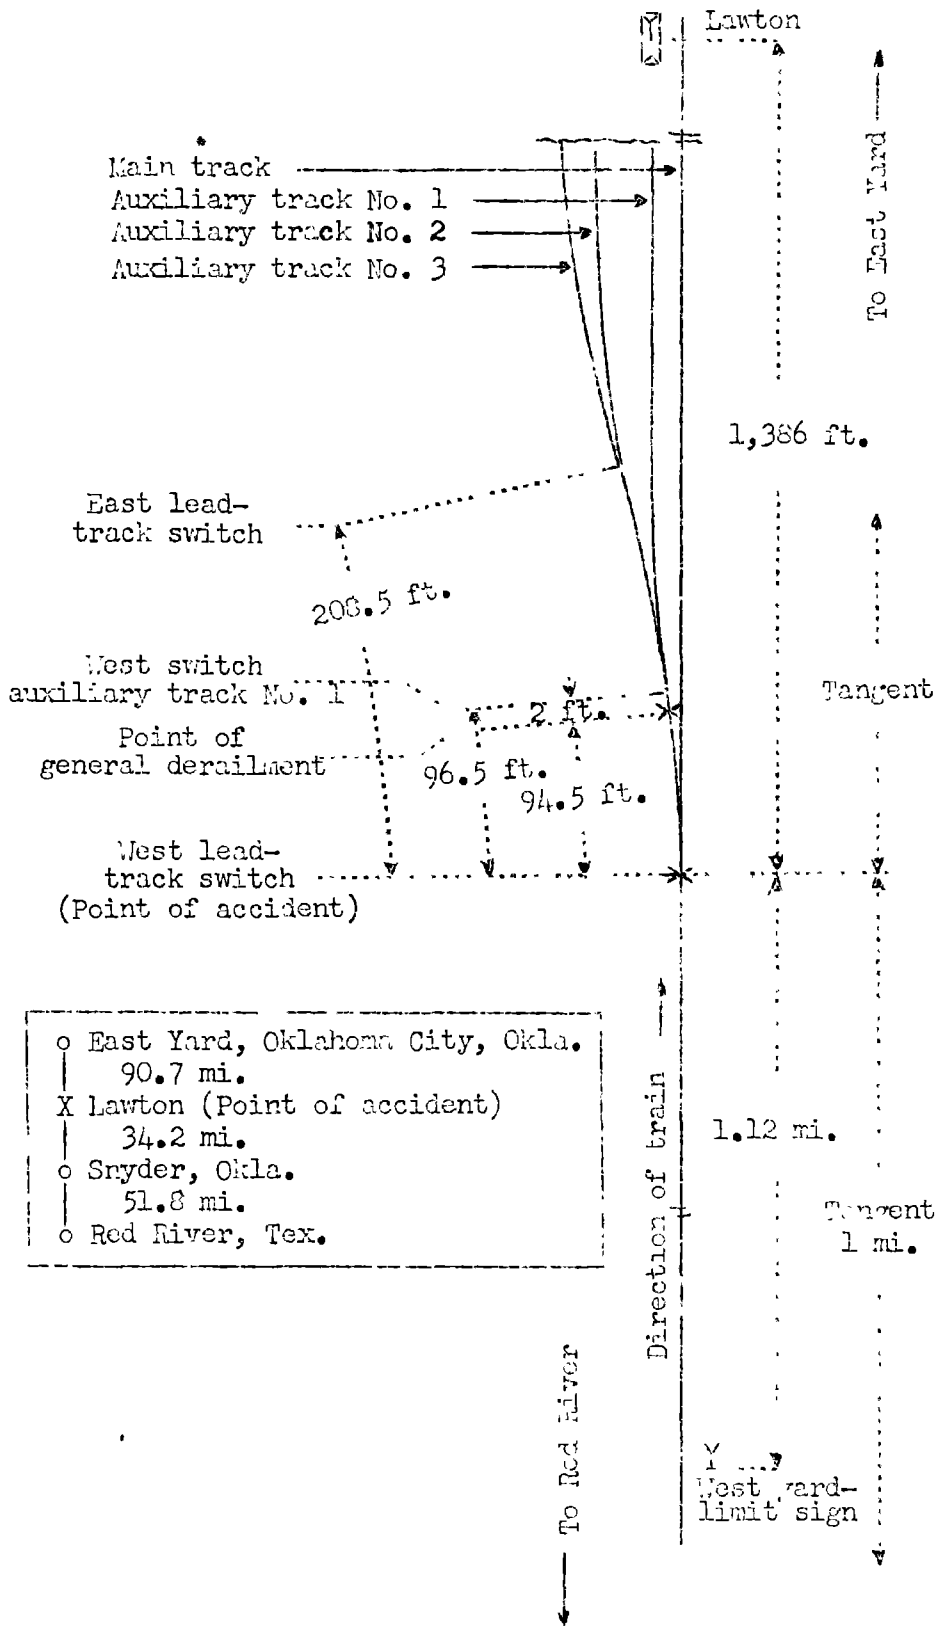 Lawton
To East Yard
Main track
Auxiliary track No. 1
Auxiliary track No. 2
Auxiliary track No. 3
1,386 ft.
East lead-
track switch
208.5 ft.
West switch
auxiliary track No. 1
2 ft.
Tangent
Point of
general derailment
96.5 ft.
94.5 ft.
West lead-
track switch
(Point of accident)
o East Yard, Oklahoma City, Okla.
90.7 mi.
X Lawton (Point of accident)
34.2 mi.
o Snyder, Okla.
51.8 mi.
o Red River, Tex.
Direction of train
1.12 mi.
Tangent
1 mi.
To Red River
Y
West yard-
limit sign